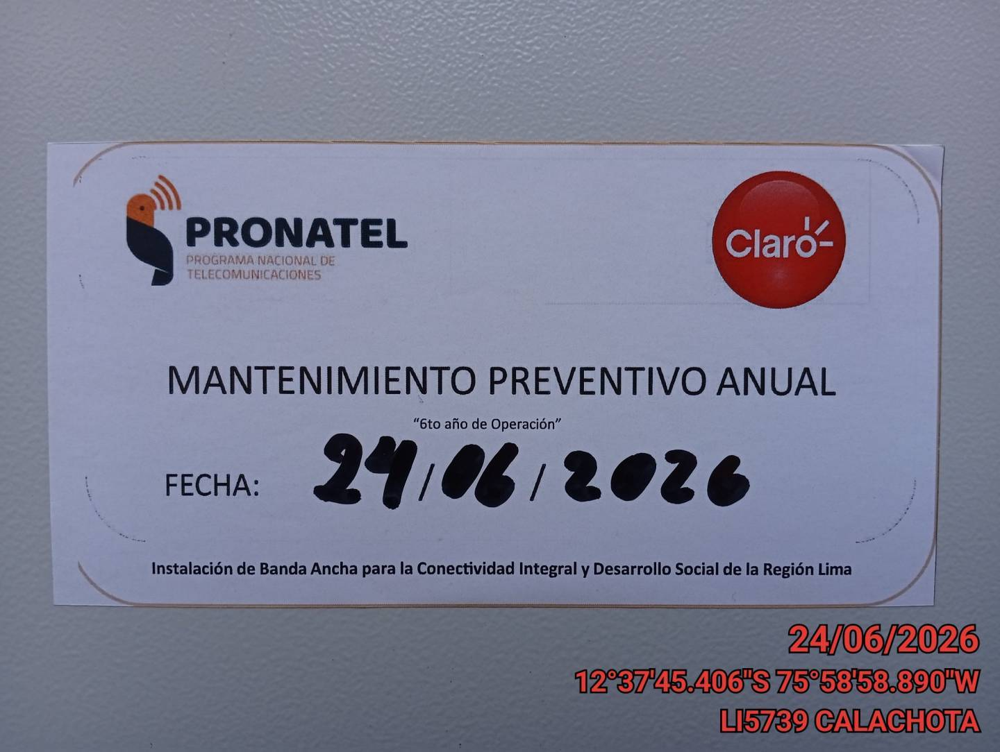 PRONATEL
PROGRAMA NACIONAL DE
TELECOMUNICACIONES
Claro
MANTENIMIENTO PREVENTIVO ANUAL
“6to año de Operación”
FECHA: 24/06/2026
Instalación de Banda Ancha para la Conectividad Integral y Desarrollo Social de la Región Lima
24/06/2026
12°37'45.406"S 75°58'58.890"W
LI5739 CALACHOTA